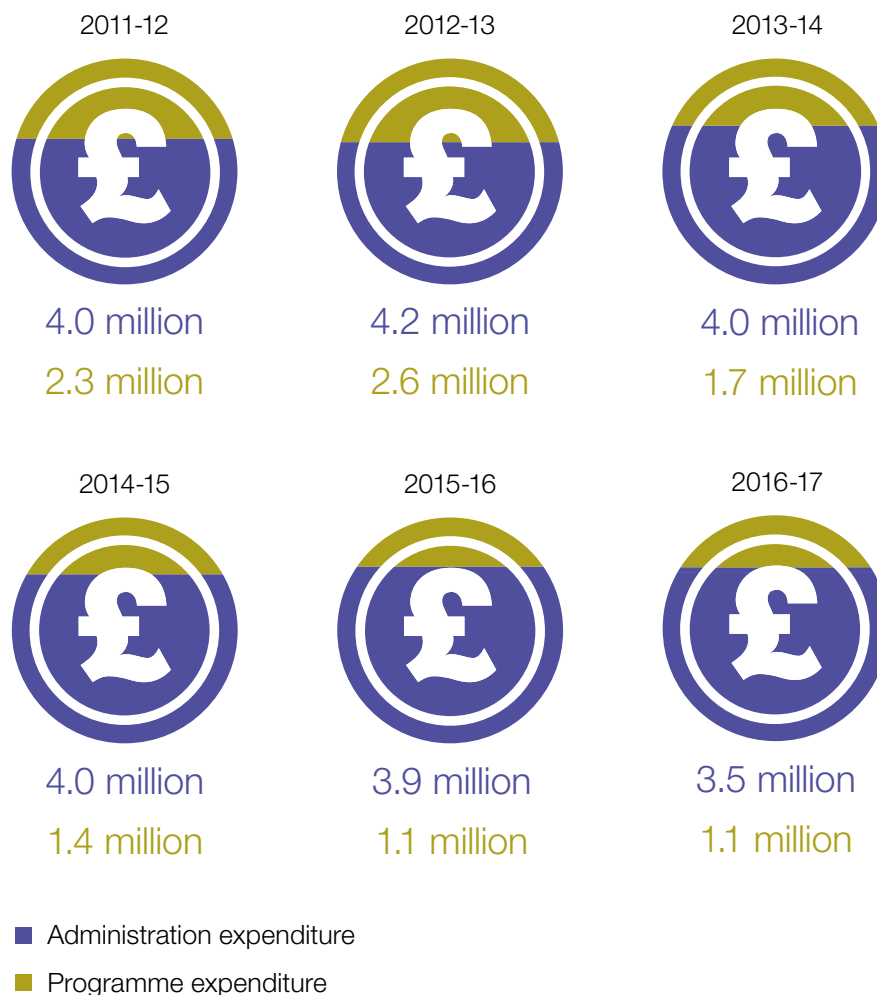 2011-12
2012-13
2013-14
£
£
£
4.0 million
4.2 million
4.0 million
2.3 million
2.6 million
1.7 million
2014-15
2015-16
2016-17
£
£
£
4.0 million
3.9 million
3.5 million
1.4 million
1.1 million
1.1 million
Administration expenditure
Programme expenditure